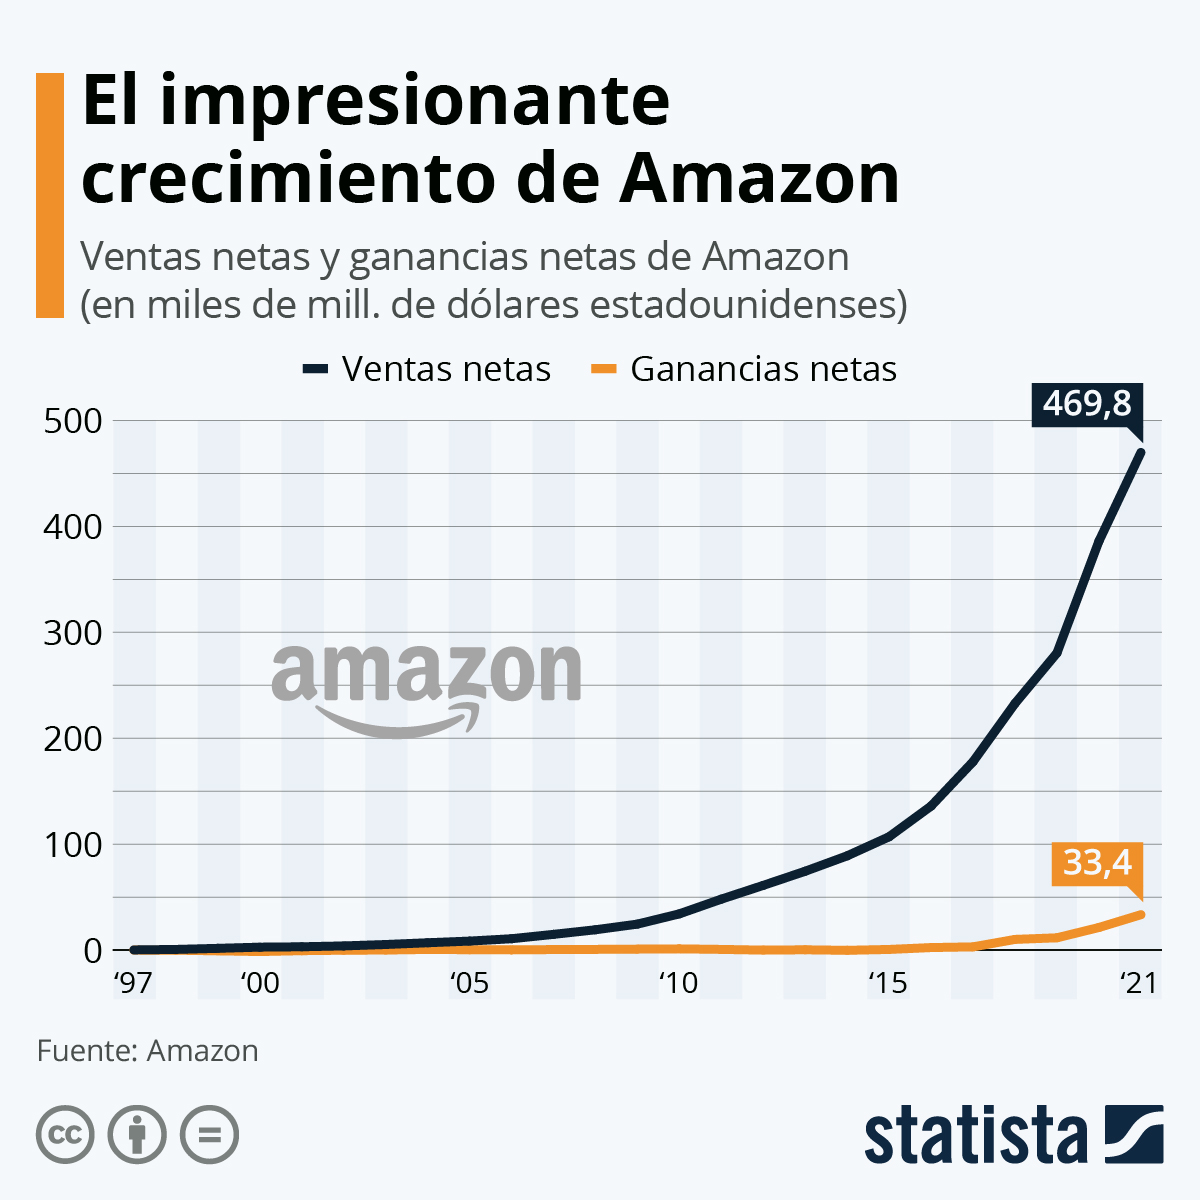 El impresionante
crecimiento de Amazon
Ventas netas y ganancias netas de Amazon
(en miles de mill. de dólares estadounidenses)
Ventas netas
Ganancias netas
469,8
500
400
300
amazon
200
100
33,4
0
‘97
‘00
‘05
‘10
‘15
‘21
Fuente: Amazon
cc
statista